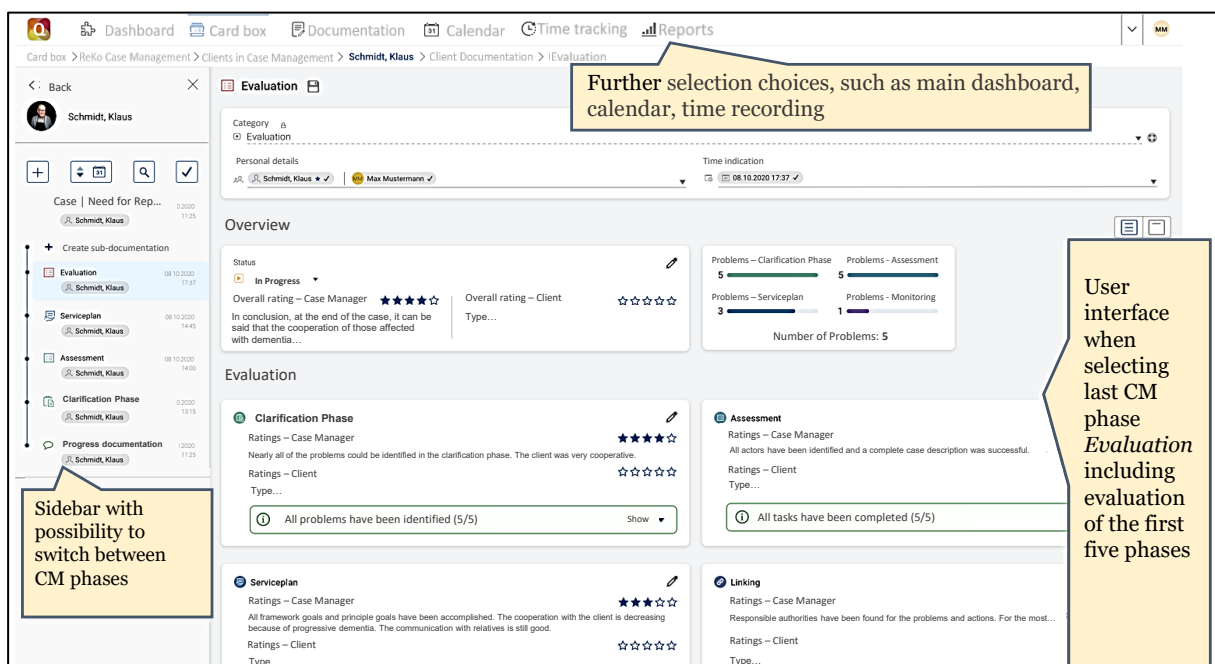 Q Dashboard Card box Documentation 31 Calendar Time tracking Reports MM
Card box > ReKo Case Management > Clients in Case Management > Schmidt, Klaus > Client Documentation > Evaluation
Further selection choices, such as main dashboard,
calendar, time recording
Back
Schmidt, Klaus
31
Case | Need for Rep...
Schmidt, Klaus
11:25
Create sub-documentation
Evaluation 08.10.2020
Schmidt, Klaus 17:37
Serviceplan 08.10.2020
Schmidt, Klaus 14:45
Assessment 08.10.2020
Schmidt, Klaus 14:00
Clarification Phase
Schmidt, Klaus 13:15
Progress documentation
Schmidt, Klaus 11:25
Sidebar with
possibility to
switch between
CM phases
Evaluation
Category
Evaluation
Personal details
Schmidt, Klaus MM Max Mustermann
Time indication
08.10.2020 17:37
Overview
Status
In Progress
Overall rating – Case Manager
In conclusion, at the end of the case, it can be
said that the cooperation of those affected
with dementia…
Overall rating – Client
Type…
Problems – Clarification Phase Problems - Assessment
5 5
Problems – Serviceplan Problems - Monitoring
3 1
Number of Problems: 5
User
interface
when
selecting
last CM
phase
Evaluation
including
evaluation
of the first
five phases
Evaluation
Clarification Phase
Ratings – Case Manager
Nearly all of the problems could be identified in the clarification phase. The client was very cooperative.
Ratings – Client
Type…
All problems have been identified (5/5) Show
Assessment
Ratings – Case Manager
All actors have been identified and a complete case description was successful.
Ratings – Client
Type…
All tasks have been completed (5/5)
Serviceplan
Ratings – Case Manager
All framework goals and principle goals have been accomplished. The cooperation with the client is decreasing
because of progressive dementia. The communication with relatives is still good.
Ratings – Client
Type
Linking
Ratings – Case Manager
Responsible authorities have been found for the problems and actions. For the most…
Ratings – Client
Type…